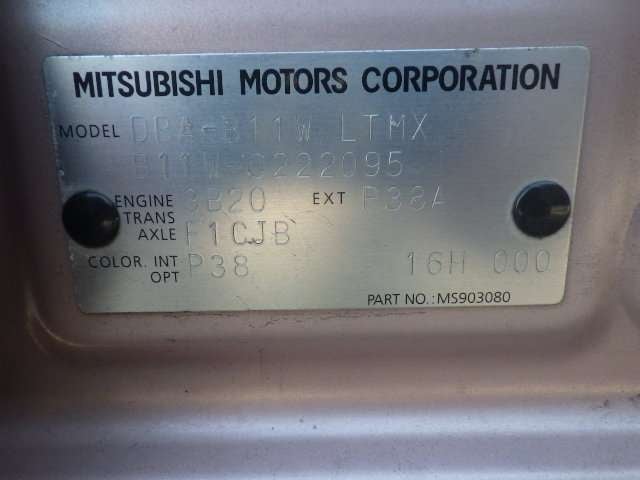 MITSUBISHI MOTORS CORPORATION
MODEL DBA-B11W LTMX
B11W-0222095
ENGINE 3B20 EXT P38A
TRANS
AXLE F1CJB
COLOR. INT P38 16H 000
OPT
PART NO.: MS903080